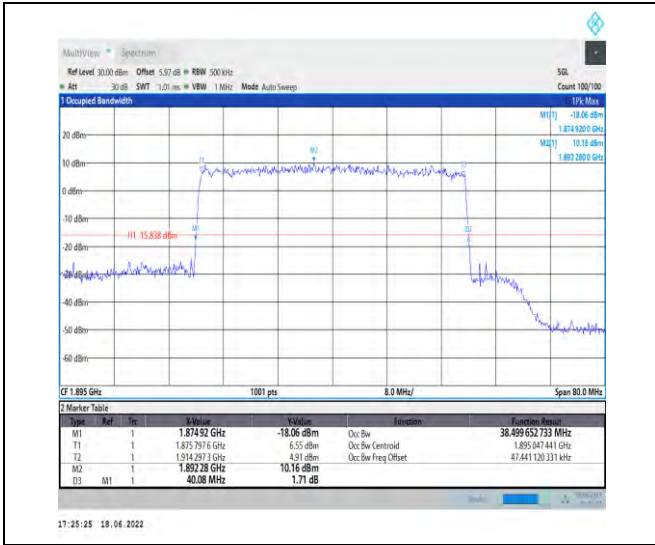 MultiView Spectrum
Ref Level 30.00 dBm Offset 5.97 dB RBW 500 kHz SGL
Att 30 dB SWT 1.01 ms VBW 1 MHz Mode Auto Sweep Count 100/100
1 Occupied Bandwidth 1Pk Max
M1[1] -18.06 dBm
1.874 920 0 GHz
M2[1] 10.16 dBm
1.892 280 0 GHz
20 dBm
10 dBm
0 dBm
-10 dBm
-20 dBm
-40 dBm
-50 dBm
-60 dBm
T1
M2
M1
H1 -15.838 dBm
CF 1.895 GHz 1001 pts 8.0 MHz/ Span 80.0 MHz
2 Marker Table
Type Ref Trc X-Value Y-Value Function Function Result
M1 1 1.87492 GHz -18.06 dBm Occ Bw 38.499 652 733 MHz
T1 1 1.875 797 6 GHz 6.55 dBm Occ Bw Centroid 1.895 047 441 GHz
T2 1 1.914 297 3 GHz 4.91 dBm Occ Bw Freq Offset 47.441 120 331 kHz
M2 1 1.892 28 GHz 10.16 dBm
D3 M1 1 40.08 MHz 1.71 dB
17:25:25 18.06.2022